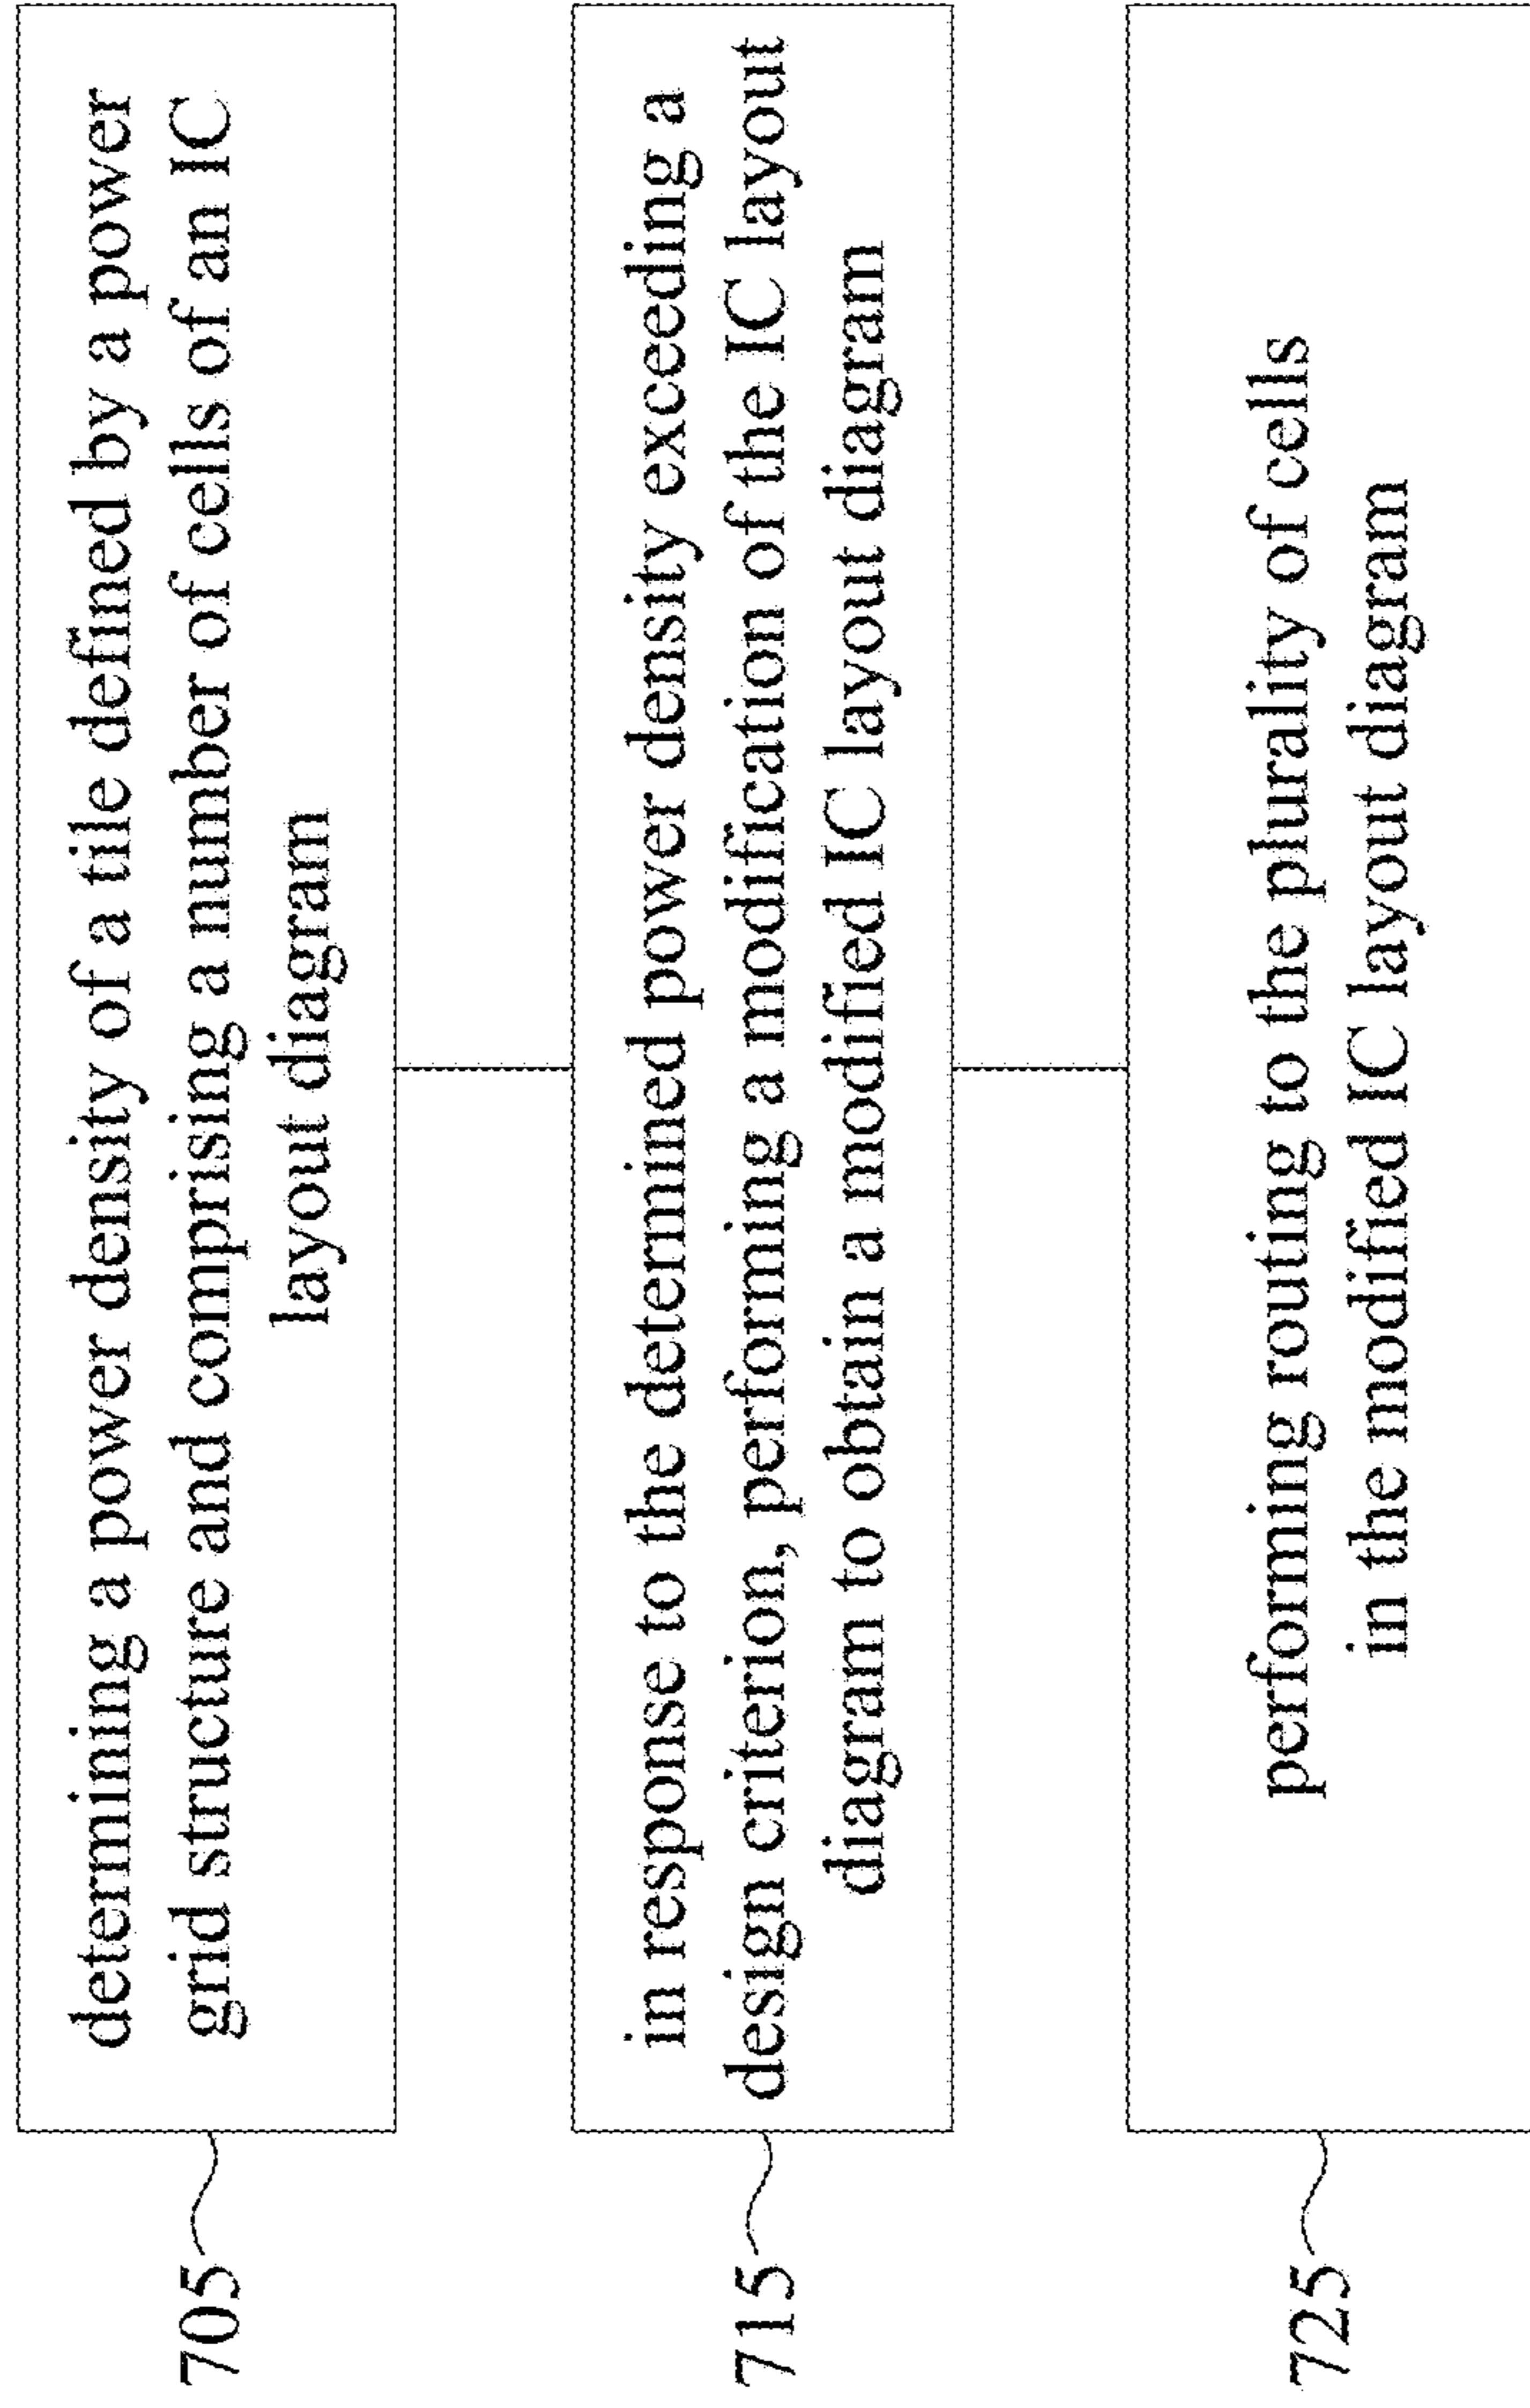 705
determining a power density of a tile defined by a power
grid structure and comprising a number of cells of an IC
layout diagram
715
in response to the determined power density exceeding a
design criterion, performing a modification of the IC layout
diagram to obtain a modified IC layout diagram
725
performing routing to the plurality of cells
in the modified IC layout diagram